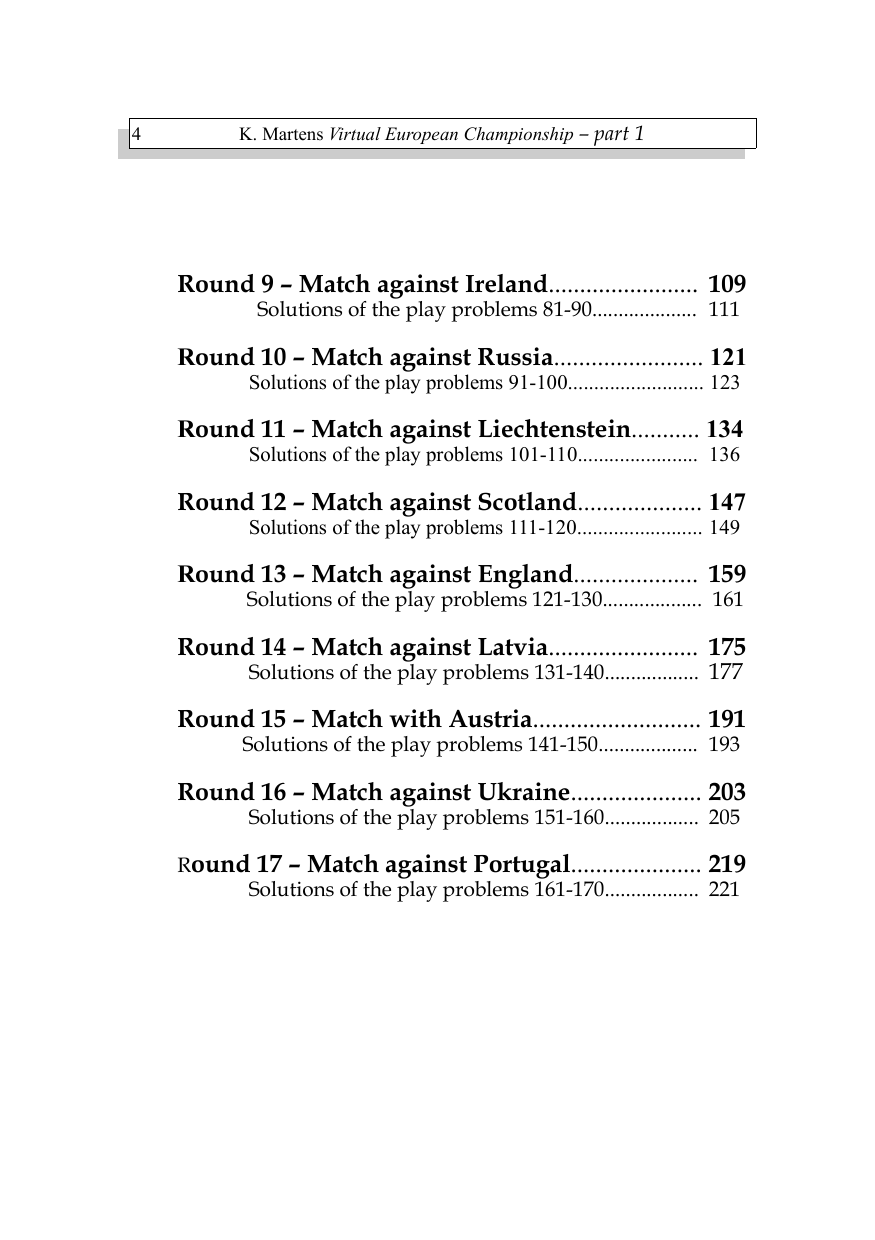 4 K. Martens Virtual European Championship – part 1
Round 9 – Match against Ireland........................ 109
Solutions of the play problems 81-90.................... 111
Round 10 – Match against Russia........................ 121
Solutions of the play problems 91-100.......................... 123
Round 11 – Match against Liechtenstein........... 134
Solutions of the play problems 101-110....................... 136
Round 12 – Match against Scotland.................... 147
Solutions of the play problems 111-120........................ 149
Round 13 – Match against England.................... 159
Solutions of the play problems 121-130................... 161
Round 14 – Match against Latvia........................ 175
Solutions of the play problems 131-140.................. 177
Round 15 – Match with Austria........................... 191
Solutions of the play problems 141-150................... 193
Round 16 – Match against Ukraine..................... 203
Solutions of the play problems 151-160.................. 205
Round 17 – Match against Portugal..................... 219
Solutions of the play problems 161-170.................. 221